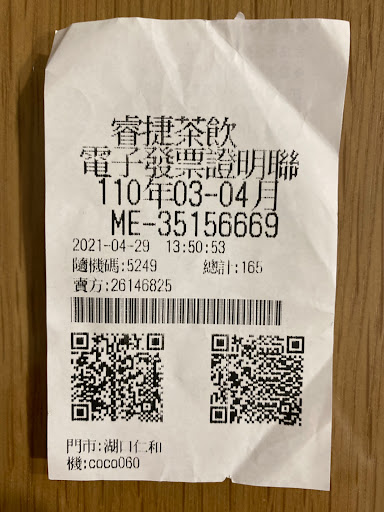 睿捷茶飲
電子發票證明聯
110年03-04月
ME-35156669
2021-04-29 13:50:53
隨機碼:5249 總計:165
賣方:26146825
門市:湖口仁和
機:coco060